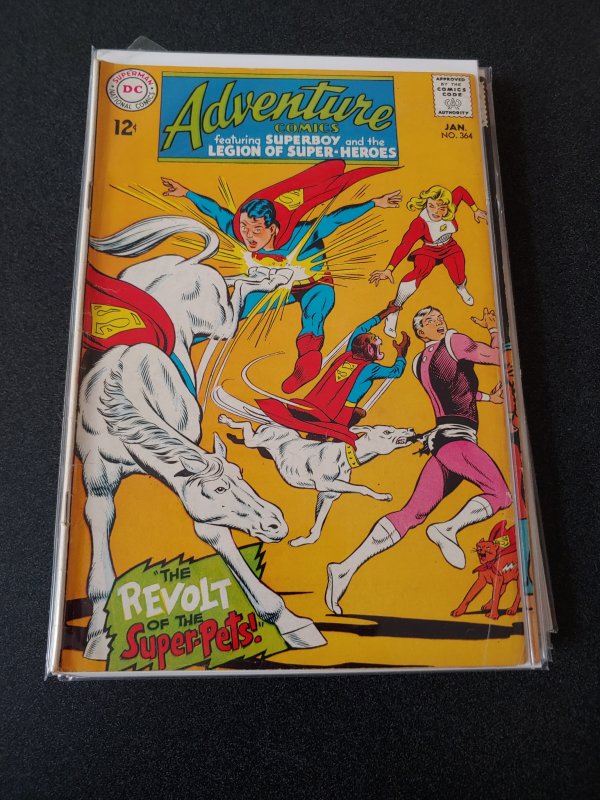 SUPERMAN
DC
NATIONAL COMICS
12¢
Adventure
COMICS
featuring SUPERBOY and the
LEGION OF SUPER-HEROES
APPROVED
BY THE
COMICS
CODE
CA
AUTHORITY
JAN.
NO. 364
S
S
"THE
REVOLT
OF THE
Super-Pets!"